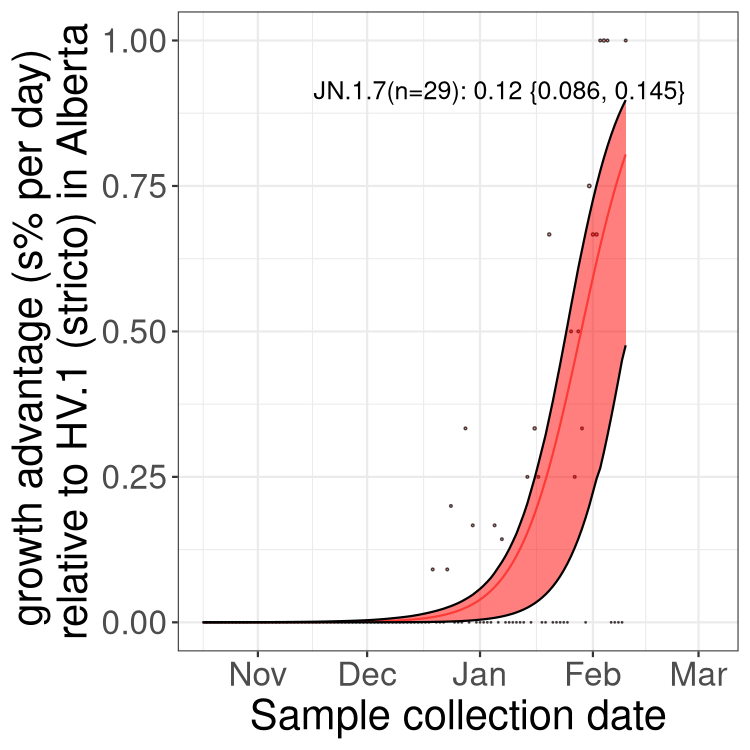 growth advantage (s% per day)
relative to HV.1 (stricto) in Alberta
1.00
0.75
0.50
0.25
0.00
JN.1.7(n=29): 0.12 {0.086, 0.145}
Nov Dec Jan Feb Mar
Sample collection date